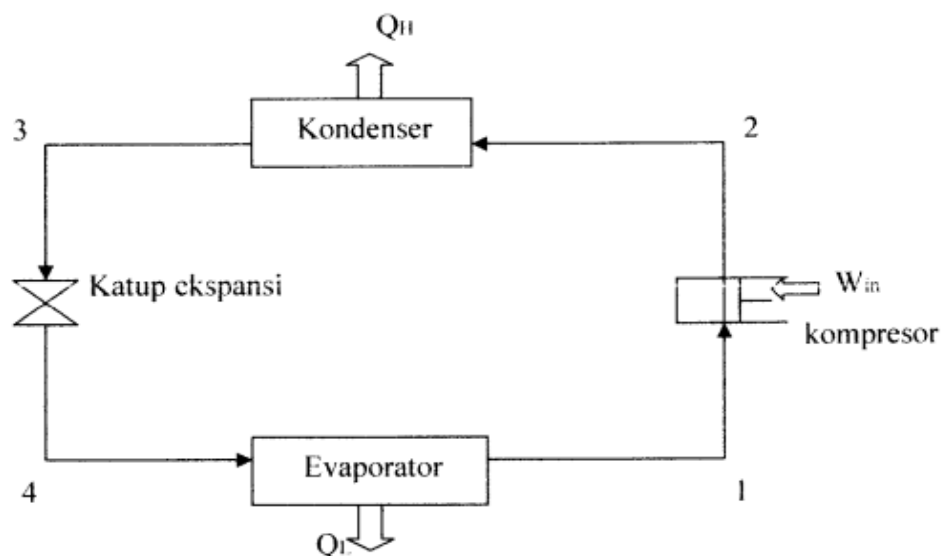 QH
3
Kondenser
2
Katup ekspansi
Win
kompresor
4
Evaporator
1
QL